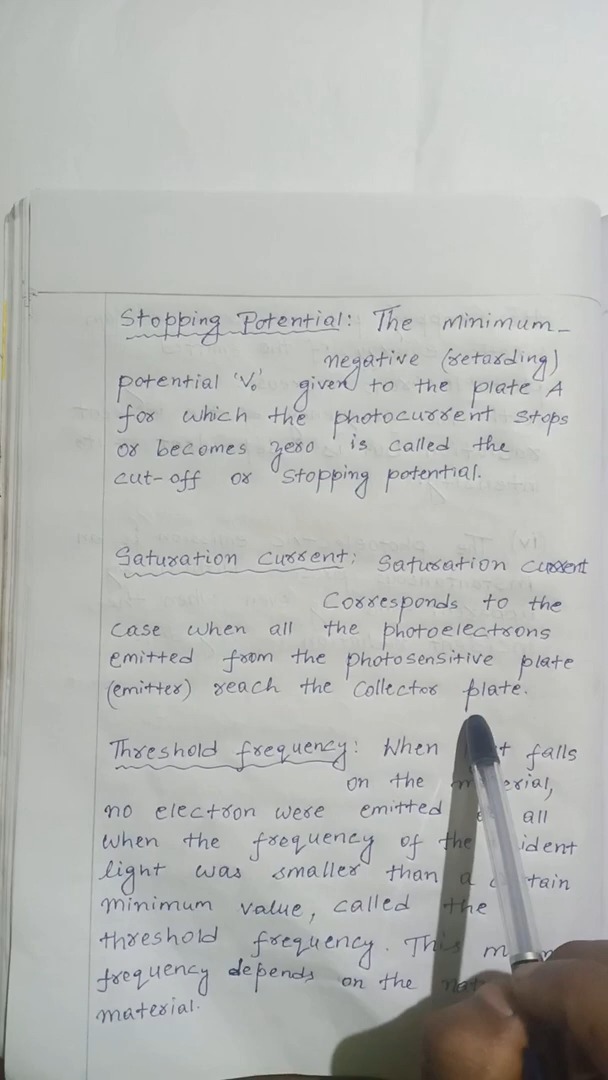 Stopping Potential: The minimum
negative (retarding)
potential 'V₀' given to the plate A
for which the photocurrent stops
or becomes zero is called the
cut-off or stopping potential.
Saturation current: Saturation current
Corresponds to the
case when all the photoelectrons
emitted from the photosensitive plate
(emitter) reach the collector plate.
Threshold frequency: When falls
on the
no electron were emitted all
when the frequency of the
light was smaller than a
minimum value, called the
threshold frequency. This
frequency depends on the
material.